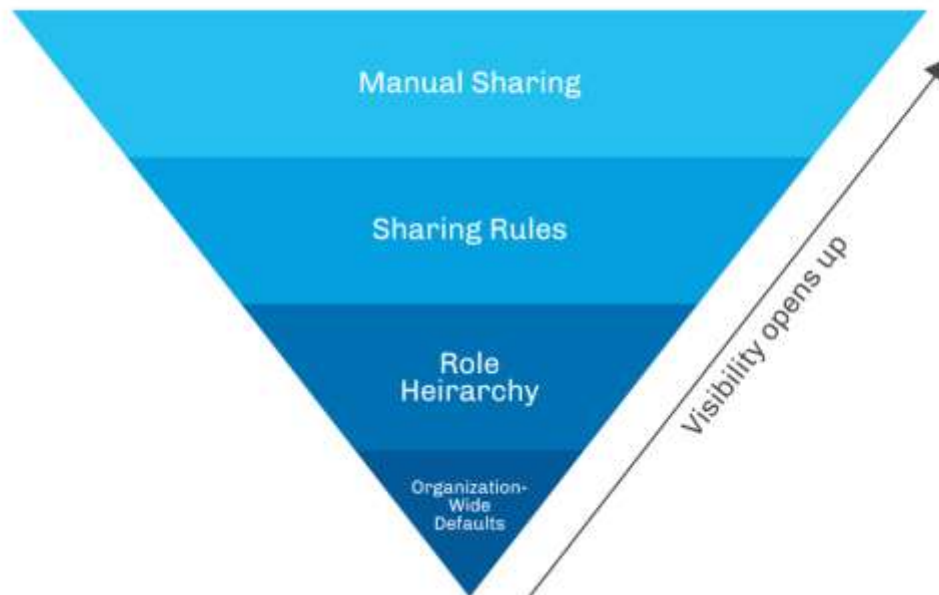 Manual Sharing
Sharing Rules
Role
Heirarchy
Organization-
Wide
Defaults
Visibility opens up